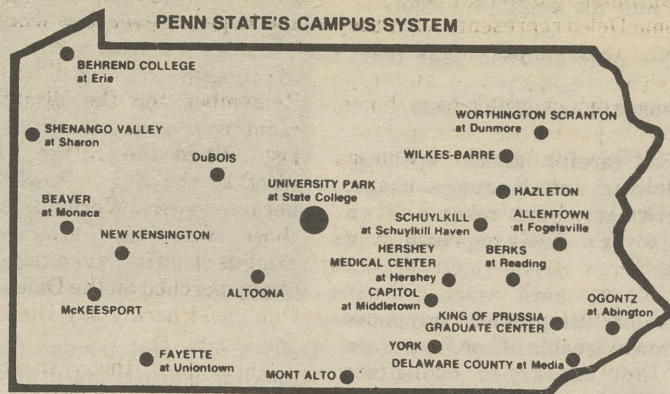 PENN STATE'S CAMPUS SYSTEM
BEHREND COLLEGE
at Erie
SHENANGO VALLEY
at Sharon
DuBOIS
WORTHINGTON SCRANTON
at Dunmore
WILKES-BARRE
UNIVERSITY PARK
at State College
HAZLETON
BEAVER
at Monaca
NEW KENSINGTON
SCHUYLKILL
at Schuylkill Haven
ALLENTOWN
at Fogelsville
HERSHEY
MEDICAL CENTER
at Hershey
BERKS
at Reading
ALTOONA
McKEESPORT
CAPITOL
at Middletown
OGONTZ
at Abington
KING OF PRUSSIA
GRADUATE CENTER
YORK
FAYETTE
at Uniontown
MONT ALTO
DELAWARE COUNTY at Media